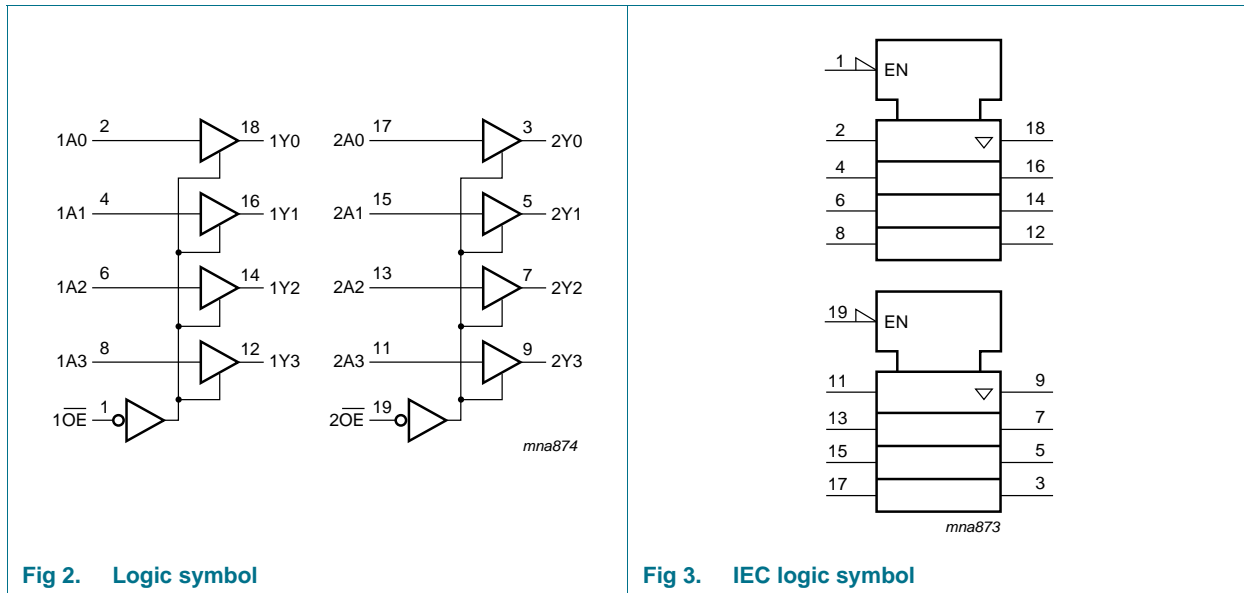 1A0 2 18 1Y0
1A1 4 16 1Y1
1A2 6 14 1Y2
1A3 8 12 1Y3
1O̅E̅ 1
2A0 17 3 2Y0
2A1 15 5 2Y1
2A2 13 7 2Y2
2A3 11 9 2Y3
2O̅E̅ 19
mna874
Fig 2. Logic symbol
1 EN
2 18
4 16
6 14
8 12
19 EN
11 9
13 7
15 5
17 3
mna873
Fig 3. IEC logic symbol